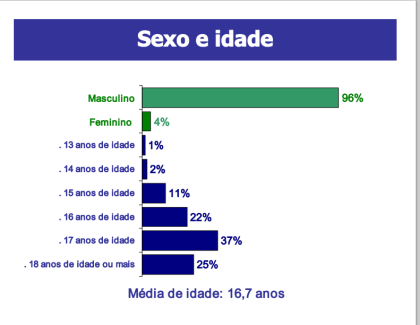 Sexo e idade
Masculino 96%
Feminino 4%
. 13 anos de idade 1%
. 14 anos de idade 2%
. 15 anos de idade 11%
. 16 anos de idade 22%
. 17 anos de idade 37%
. 18 anos de idade ou mais 25%
Média de idade: 16,7 anos